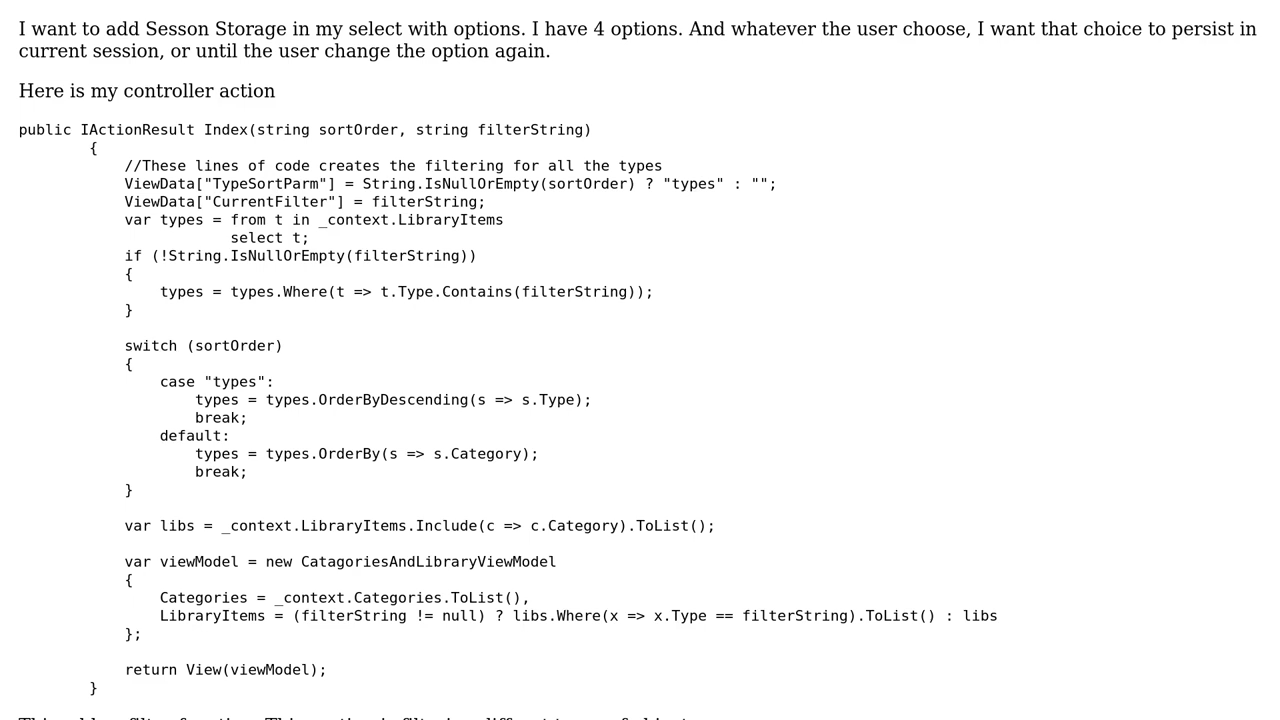 I want to add Sesson Storage in my select with options. I have 4 options. And whatever the user choose, I want that choice to persist in
current session, or until the user change the option again.
Here is my controller action
public IActionResult Index(string sortOrder, string filterString)
        {
            //These lines of code creates the filtering for all the types
            ViewData["TypeSortParm"] = String.IsNullOrEmpty(sortOrder) ? "types" : "";
            ViewData["CurrentFilter"] = filterString;
            var types = from t in _context.LibraryItems
                        select t;
            if (!String.IsNullOrEmpty(filterString))
            {
                types = types.Where(t => t.Type.Contains(filterString));
            }

            switch (sortOrder)
            {
                case "types":
                    types = types.OrderByDescending(s => s.Type);
                    break;
                default:
                    types = types.OrderBy(s => s.Category);
                    break;
            }

            var libs = _context.LibraryItems.Include(c => c.Category).ToList();

            var viewModel = new CatagoriesAndLibraryViewModel
            {
                Categories = _context.Categories.ToList(),
                LibraryItems = (filterString != null) ? libs.Where(x => x.Type == filterString).ToList() : libs
            };

            return View(viewModel);
        }